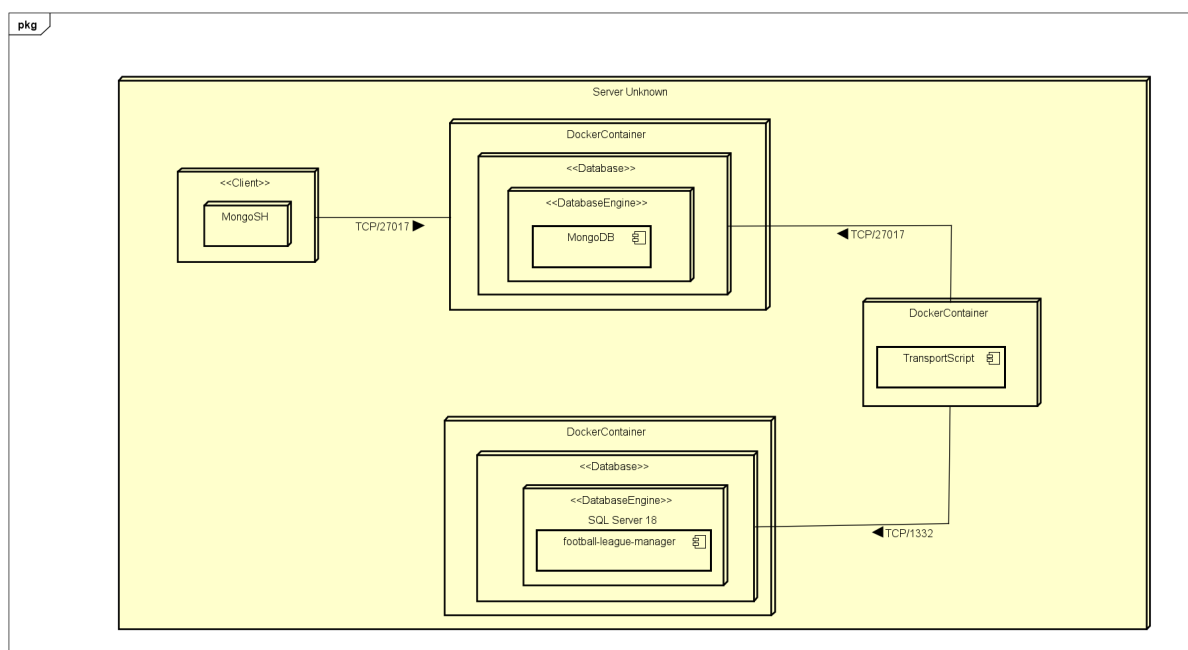 pkg
Server Unknown
DockerContainer
<<Database>>
<<Client>>
<<DatabaseEngine>>
MongoSH
MongoDB
TCP/27017
TCP/27017
DockerContainer
TransportScript
DockerContainer
<<Database>>
<<DatabaseEngine>>
SQL Server 18
football-league-manager
TCP/1332